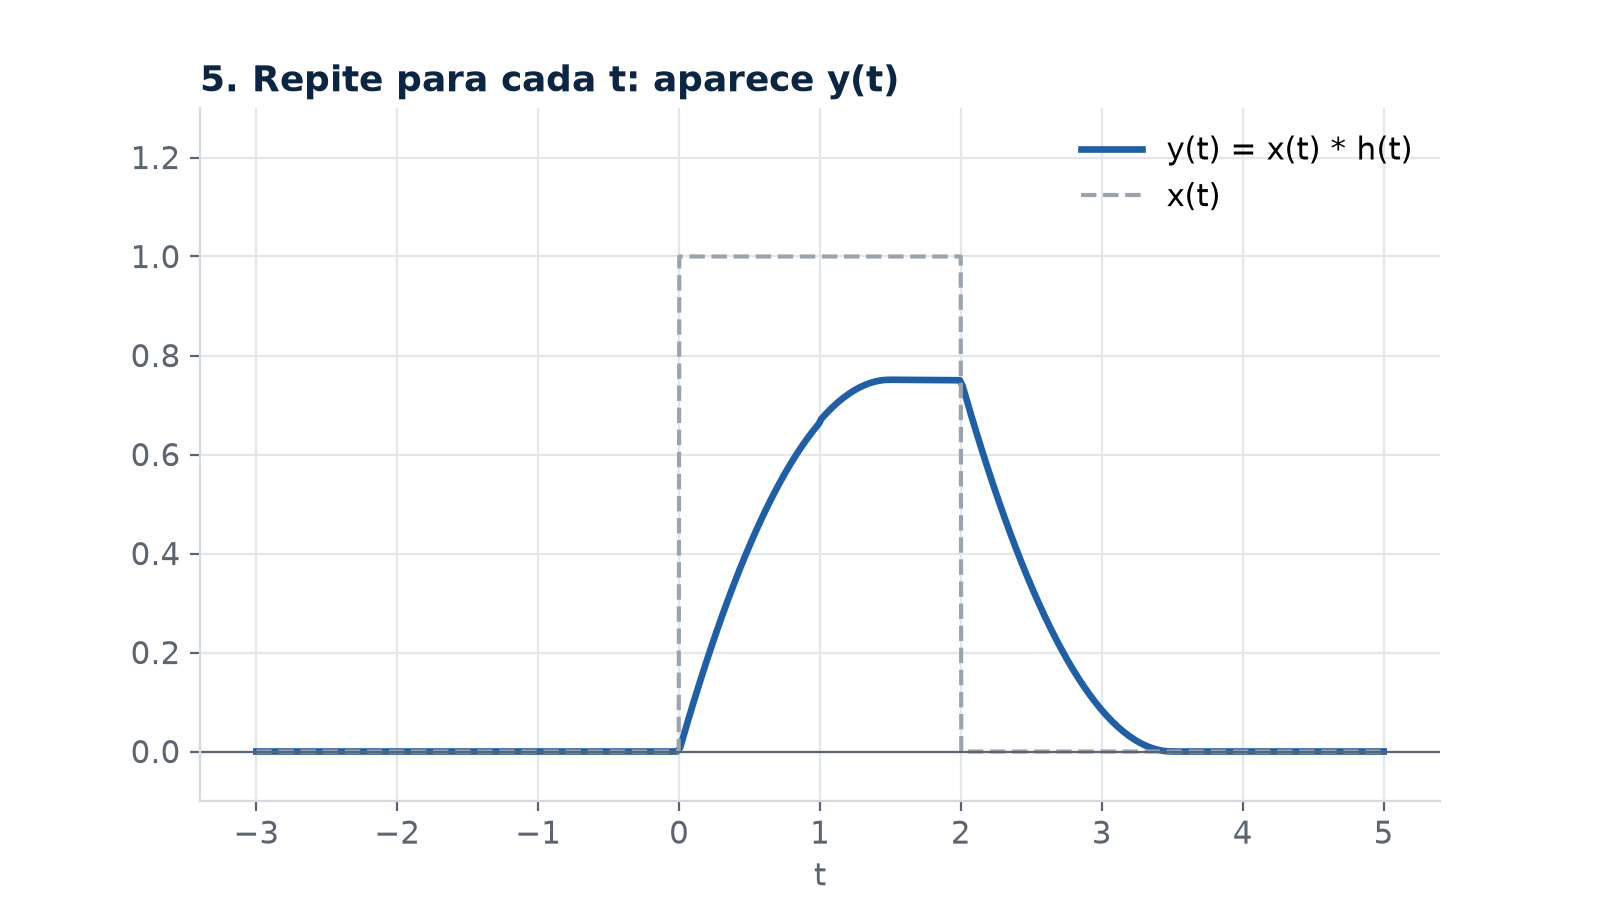 5. Repite para cada t: aparece y(t)
y(t) = x(t) * h(t)
x(t)
1.2
1.0
0.8
0.6
0.4
0.2
0.0
−3 −2 −1 0 1 2 3 4 5
t